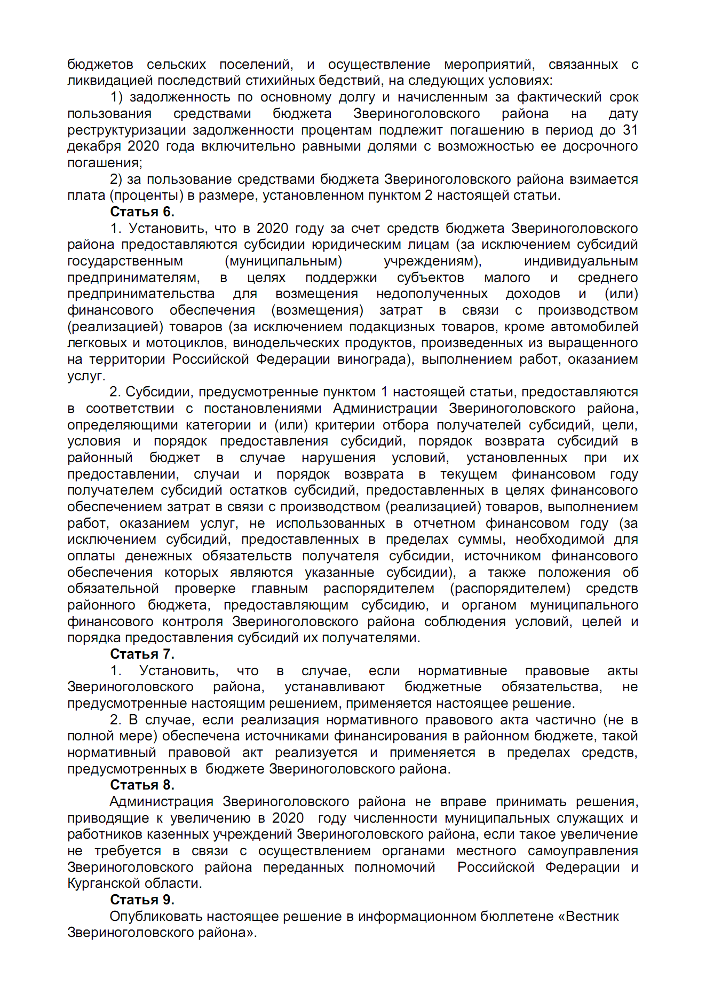 бюджетов сельских поселений, и осуществление мероприятий, связанных с
ликвидацией последствий стихийных бедствий, на следующих условиях:
1) задолженность по основному долгу и начисленным за фактический срок
пользования средствами бюджета Звериноголовского района на дату
реструктуризации задолженности процентам подлежит погашению в период до 31
декабря 2020 года включительно равными долями с возможностью ее досрочного
погашения;
2) за пользование средствами бюджета Звериноголовского района взимается
плата (проценты) в размере, установленном пунктом 2 настоящей статьи.
Статья 6.
1. Установить, что в 2020 году за счет средств бюджета Звериноголовского
района предоставляются субсидии юридическим лицам (за исключением субсидий
государственным (муниципальным) учреждениям), индивидуальным
предпринимателям, в целях поддержки субъектов малого и среднего
предпринимательства для возмещения недополученных доходов и (или)
финансового обеспечения (возмещения) затрат в связи с производством
(реализацией) товаров (за исключением подакцизных товаров, кроме автомобилей
легковых и мотоциклов, винодельческих продуктов, произведенных из выращенного
на территории Российской Федерации винограда), выполнением работ, оказанием
услуг.
2. Субсидии, предусмотренные пунктом 1 настоящей статьи, предоставляются
в соответствии с постановлениями Администрации Звериноголовского района,
определяющими категории и (или) критерии отбора получателей субсидий, цели,
условия и порядок предоставления субсидий, порядок возврата субсидий в
районный бюджет в случае нарушения условий, установленных при их
предоставлении, случаи и порядок возврата в текущем финансовом году
получателем субсидий остатков субсидий, предоставленных в целях финансового
обеспечением затрат в связи с производством (реализацией) товаров, выполнением
работ, оказанием услуг, не использованных в отчетном финансовом году (за
исключением субсидий, предоставленных в пределах суммы, необходимой для
оплаты денежных обязательств получателя субсидии, источником финансового
обеспечения которых являются указанные субсидии), а также положения об
обязательной проверке главным распорядителем (распорядителем) средств
районного бюджета, предоставляющим субсидию, и органом муниципального
финансового контроля Звериноголовского района соблюдения условий, целей и
порядка предоставления субсидий их получателями.
Статья 7.
1. Установить, что в случае, если нормативные правовые акты
Звериноголовского района, устанавливают бюджетные обязательства, не
предусмотренные настоящим решением, применяется настоящее решение.
2. В случае, если реализация нормативного правового акта частично (не в
полной мере) обеспечена источниками финансирования в районном бюджете, такой
нормативный правовой акт реализуется и применяется в пределах средств,
предусмотренных в  бюджете Звериноголовского района.
Статья 8.
Администрация Звериноголовского района не вправе принимать решения,
приводящие к увеличению в 2020  году численности муниципальных служащих и
работников казенных учреждений Звериноголовского района, если такое увеличение
не требуется в связи с осуществлением органами местного самоуправления
Звериноголовского района переданных полномочий  Российской Федерации и
Курганской области.
Статья 9.
Опубликовать настоящее решение в информационном бюллетене «Вестник
Звериноголовского района».